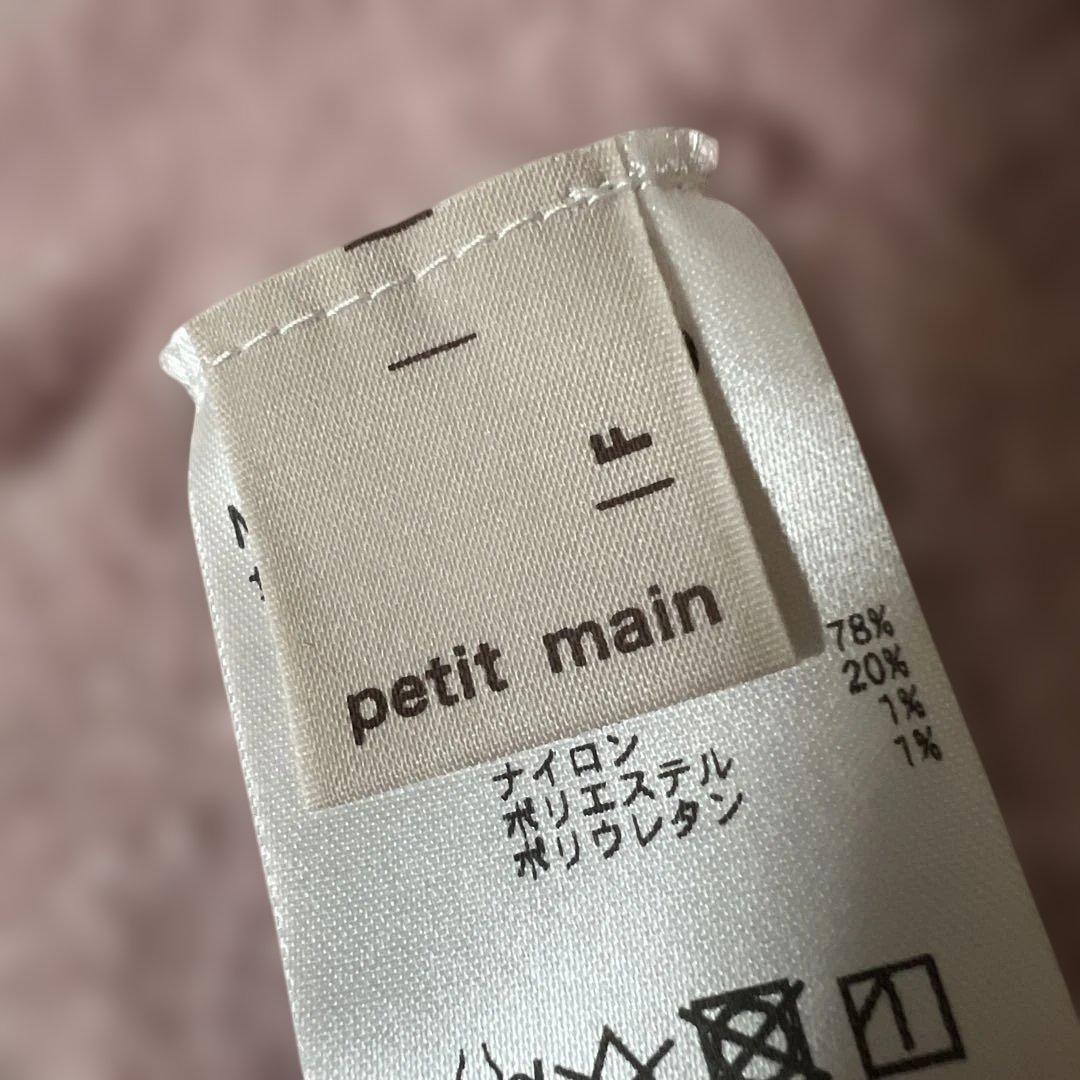 F
petit main
78%
20%
1%
1%
ナイロン
ポリエステル
ポリウレタン